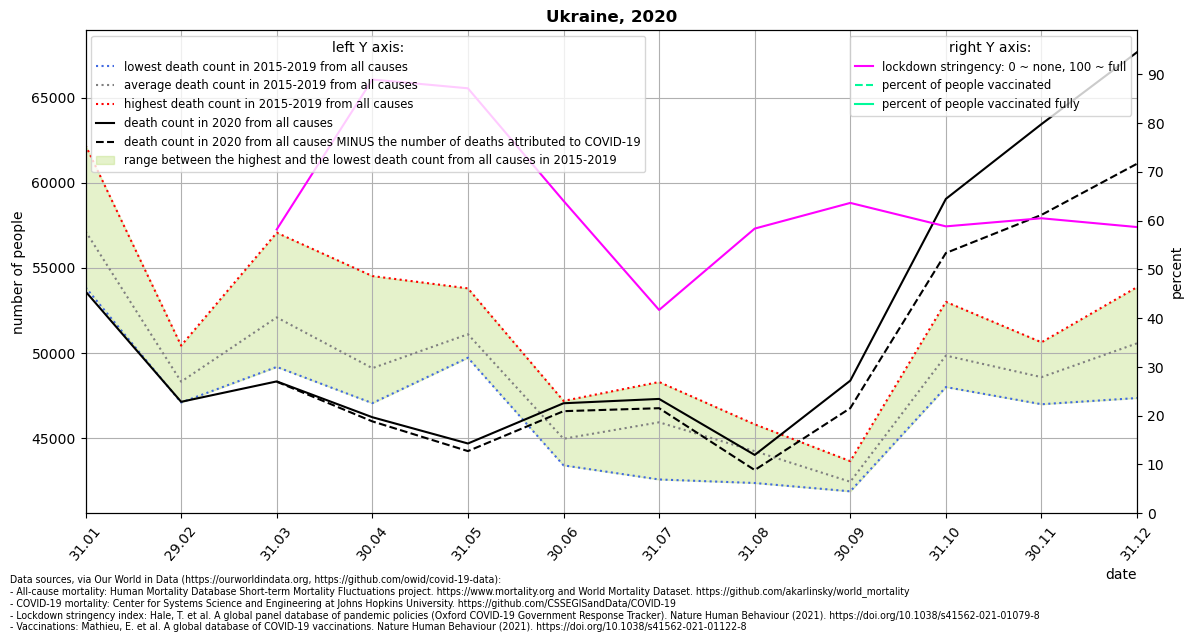 Ukraine, 2020
left Y axis:
lowest death count in 2015-2019 from all causes
average death count in 2015-2019 from all causes
highest death count in 2015-2019 from all causes
death count in 2020 from all causes
death count in 2020 from all causes MINUS the number of deaths attributed to COVID-19
range between the highest and the lowest death count from all causes in 2015-2019
right Y axis:
lockdown stringency: 0 ~ none, 100 ~ full
percent of people vaccinated
percent of people vaccinated fully
number of people
65000
60000
55000
50000
45000
90
80
70
60
50
40
30
20
10
0
percent
31.01
29.02
31.03
30.04
31.05
30.06
31.07
31.08
30.09
31.10
30.11
31.12
date
Data sources, via Our World in Data (https://ourworldindata.org, https://github.com/owid/covid-19-data):
- All-cause mortality: Human Mortality Database Short-term Mortality Fluctuations project. https://www.mortality.org and World Mortality Dataset. https://github.com/akarlinsky/world_mortality
- COVID-19 mortality: Center for Systems Science and Engineering at Johns Hopkins University. https://github.com/CSSEGISandData/COVID-19
- Lockdown stringency index: Hale, T. et al. A global panel database of pandemic policies (Oxford COVID-19 Government Response Tracker). Nature Human Behaviour (2021). https://doi.org/10.1038/s41562-021-01079-8
- Vaccinations: Mathieu, E. et al. A global database of COVID-19 vaccinations. Nature Human Behaviour (2021). https://doi.org/10.1038/s41562-021-01122-8